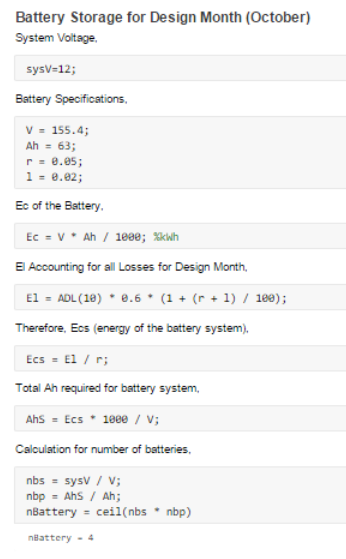 Battery Storage for Design Month (October)
System Voltage,
sysV=12;
Battery Specifications,
V = 155.4;
Ah = 63;
r = 0.05;
l = 0.02;
Ec of the Battery,
Ec = V * Ah / 1000; %kWh
El Accounting for all Losses for Design Month,
El = ADL(10) * 0.6 * (1 + (r + l) / 100);
Therefore, Ecs (energy of the battery system),
Ecs = El / r;
Total Ah required for battery system,
AhS = Ecs * 1000 / V;
Calculation for number of batteries,
nbs = sysV / V;
nbp = AhS / Ah;
nBattery = ceil(nbs * nbp)
nBattery = 4